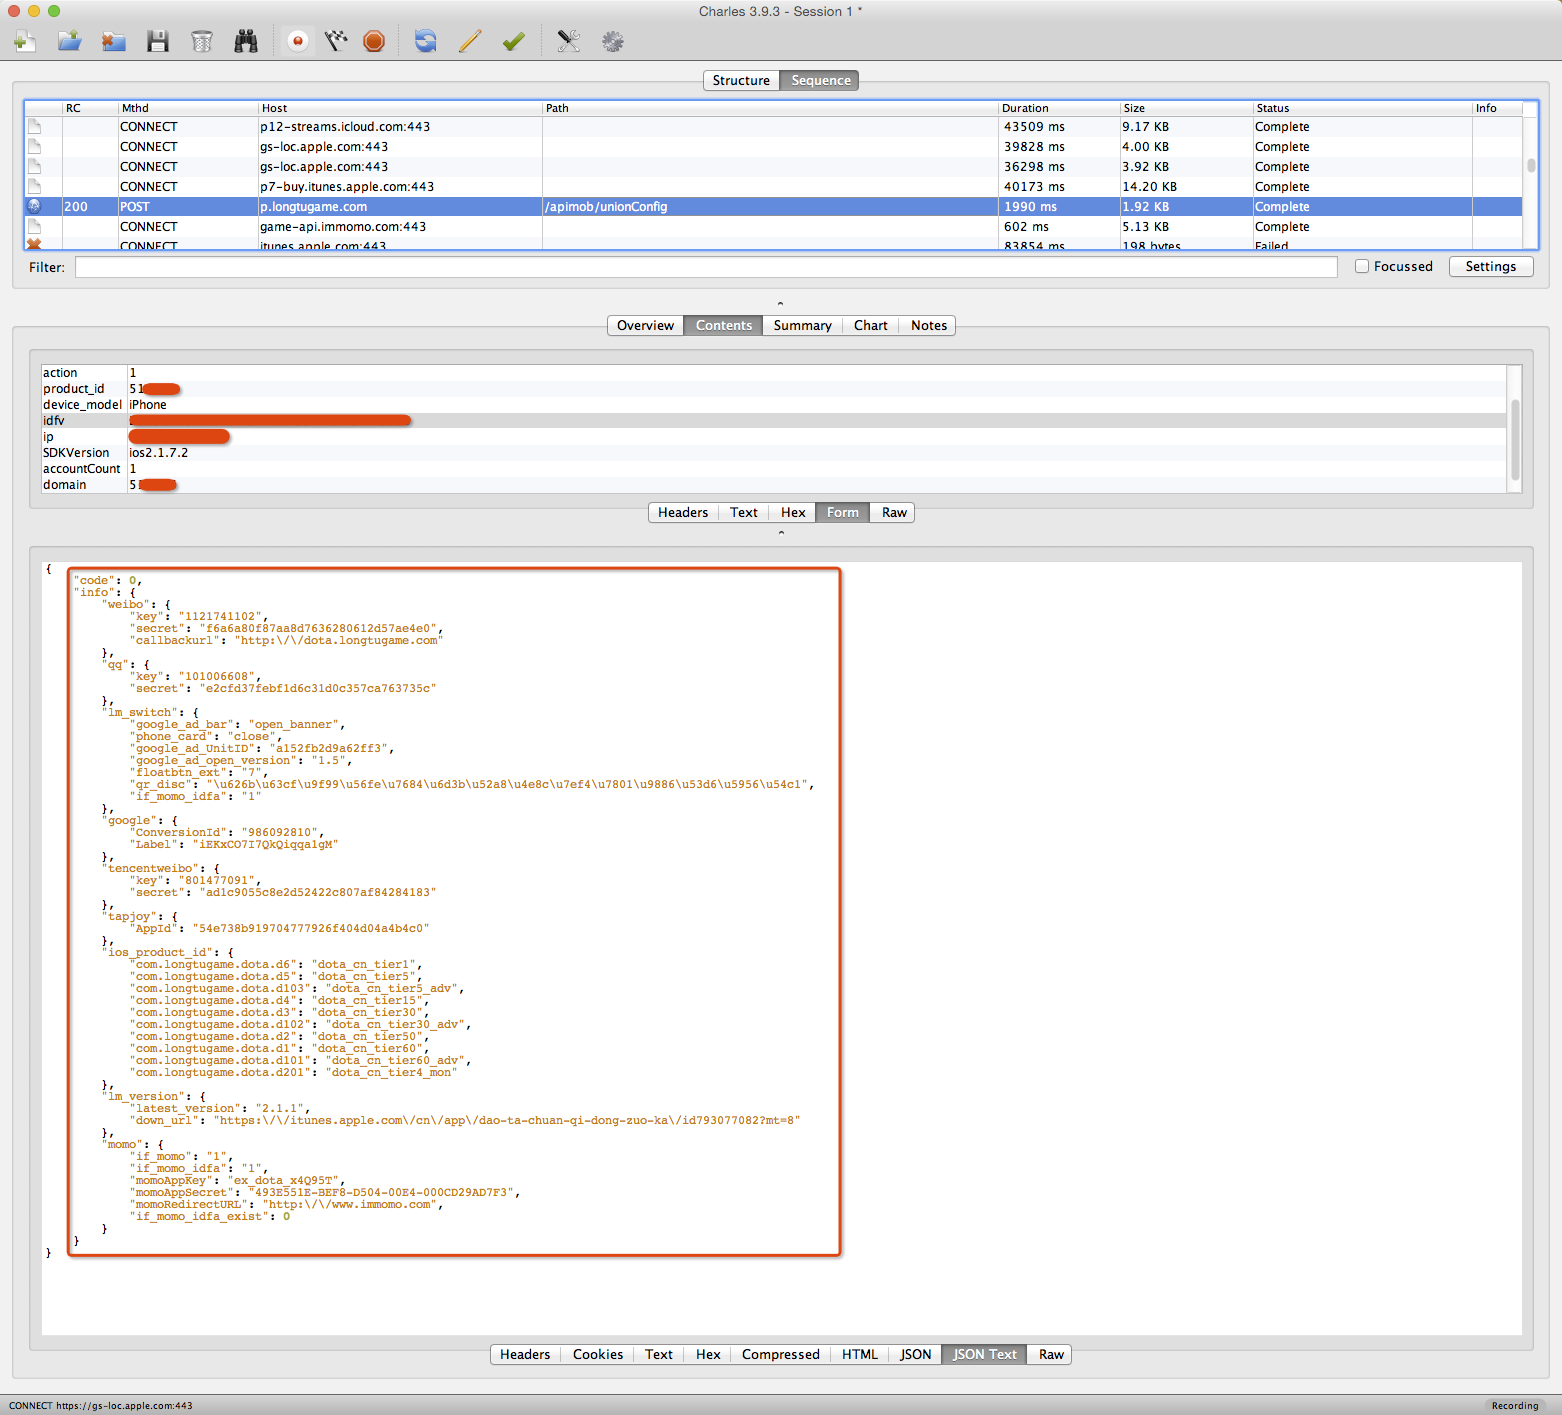 Charles 3.9.3 - Session 1 *
Structure Sequence
RC Mthd Host Path Duration Size Status Info
CONNECT p12-streams.icloud.com:443 43509 ms 9.17 KB Complete
CONNECT gs-loc.apple.com:443 39828 ms 4.00 KB Complete
CONNECT gs-loc.apple.com:443 36298 ms 3.92 KB Complete
CONNECT p7-buy.itunes.apple.com:443 40173 ms 14.20 KB Complete
200 POST p.longtugame.com /apimob/unionConfig 1990 ms 1.92 KB Complete
CONNECT game-api.immomo.com:443 602 ms 5.13 KB Complete
CONNECT itunes.apple.com:443 83854 ms 198 bytes Failed
Filter: Focussed Settings
Overview Contents Summary Chart Notes
action 1
product_id 51
device_model iPhone
idfv
ip
SDKVersion ios2.1.7.2
accountCount 1
domain 5
Headers Text Hex Form Raw
{
"code": 0,
"info": {
"weibo": {
"key": "1121741102",
"secret": "f6a6a80f87aa8d7636280612d57ae4e0",
"callbackurl": "http:\/\/dota.longtugame.com"
},
"qq": {
"key": "101006608",
"secret": "e2cfd37febf1d6c31d0c357ca763735c"
},
"lm_switch": {
"google_ad_bar": "open_banner",
"phone_card": "close",
"google_ad_UnitID": "a152fb2d9a62ff3",
"google_ad_open_version": "1.5",
"floatbtn_ext": "7",
"qr_disc": "\u626b\u63cf\u9f99\u56fe\u7684\u6d3b\u52a8\u4e8c\u7ef4\u7801\u9886\u53d6\u5956\u54c1",
"if_momo_idfa": "1"
},
"google": {
"ConversionId": "986092810",
"Label": "iEKxCO7I7QkQiqqa1gM"
},
"tencentweibo": {
"key": "801477091",
"secret": "ad1c9055c8e2d52422c807af84284183"
},
"tapjoy": {
"AppId": "54e738b919704777926f404d04a4b4c0"
},
"ios_product_id": {
"com.longtugame.dota.d6": "dota_cn_tier1",
"com.longtugame.dota.d5": "dota_cn_tier5",
"com.longtugame.dota.d103": "dota_cn_tier5_adv",
"com.longtugame.dota.d4": "dota_cn_tier15",
"com.longtugame.dota.d3": "dota_cn_tier30",
"com.longtugame.dota.d102": "dota_cn_tier30_adv",
"com.longtugame.dota.d2": "dota_cn_tier50",
"com.longtugame.dota.d1": "dota_cn_tier60",
"com.longtugame.dota.d101": "dota_cn_tier60_adv",
"com.longtugame.dota.d201": "dota_cn_tier4_mon"
},
"lm_version": {
"latest_version": "2.1.1",
"down_url": "https:\/\/itunes.apple.com\/cn\/app\/dao-ta-chuan-qi-dong-zuo-ka\/id793077082?mt=8"
},
"momo": {
"if_momo": "1",
"if_momo_idfa": "1",
"momoAppKey": "ex_dota_x4Q95T",
"momoAppSecret": "493E551E-BEF8-D504-00E4-000CD29AD7F3",
"momoRedirectURL": "http:\/\/www.immomo.com",
"if_momo_idfa_exist": 0
}
}
}
Headers Cookies Text Hex Compressed HTML JSON JSON Text Raw
CONNECT https://gs-loc.apple.com:443 Recording